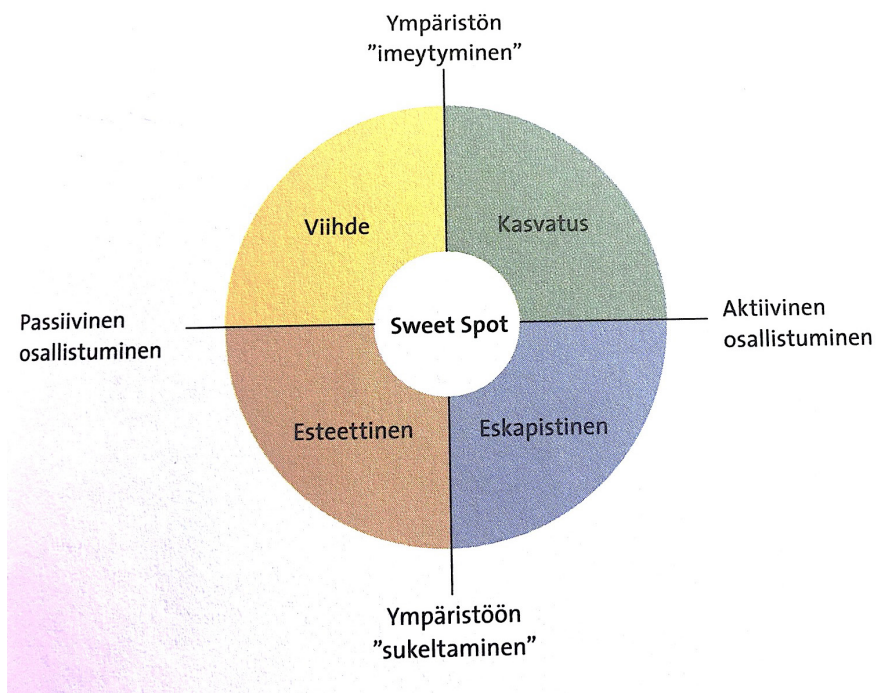 Ympäristön
”imeytyminen”
Viihde
Kasvatus
Passiivinen
osallistuminen
Sweet Spot
Aktiivinen
osallistuminen
Esteettinen
Eskapistinen
Ympäristöön
”sukeltaminen”